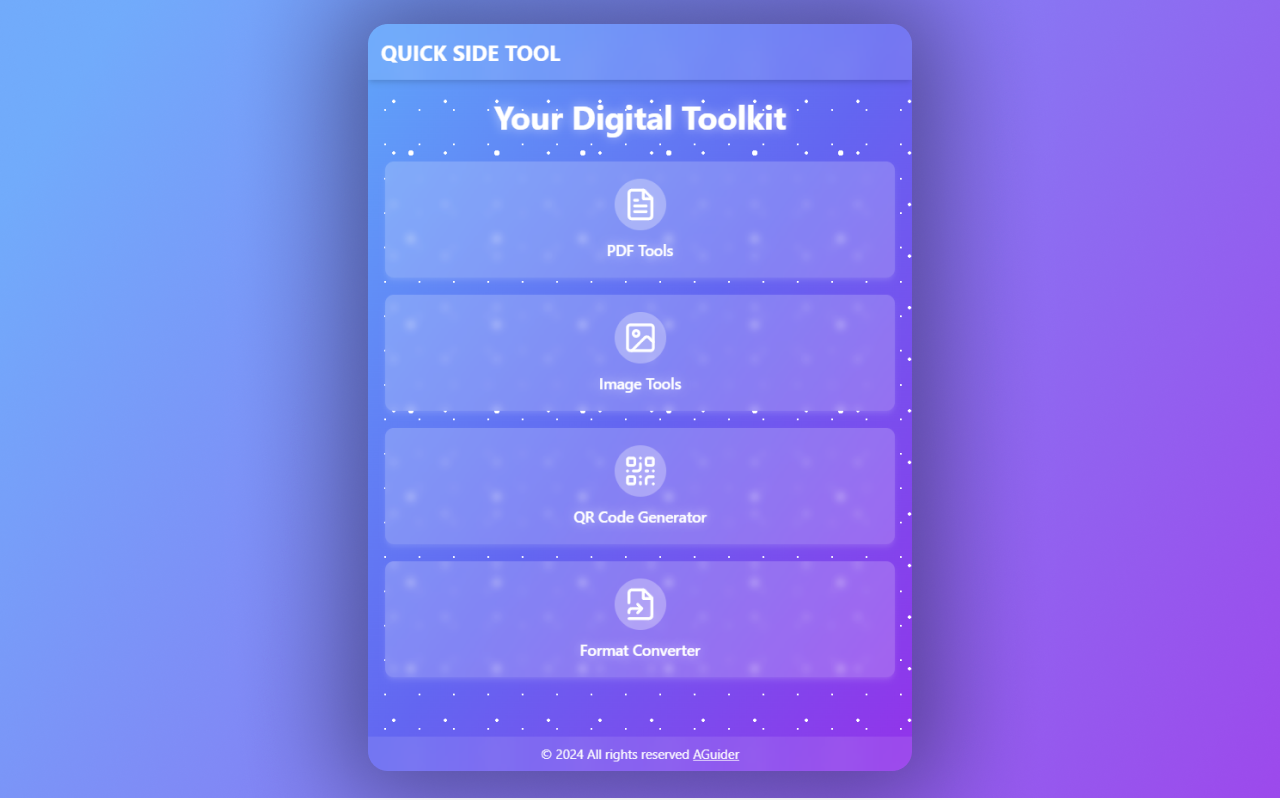 QUICK SIDE TOOL
Your Digital Toolkit
PDF Tools
Image Tools
QR Code Generator
Format Converter
© 2024 All rights reserved AGuider